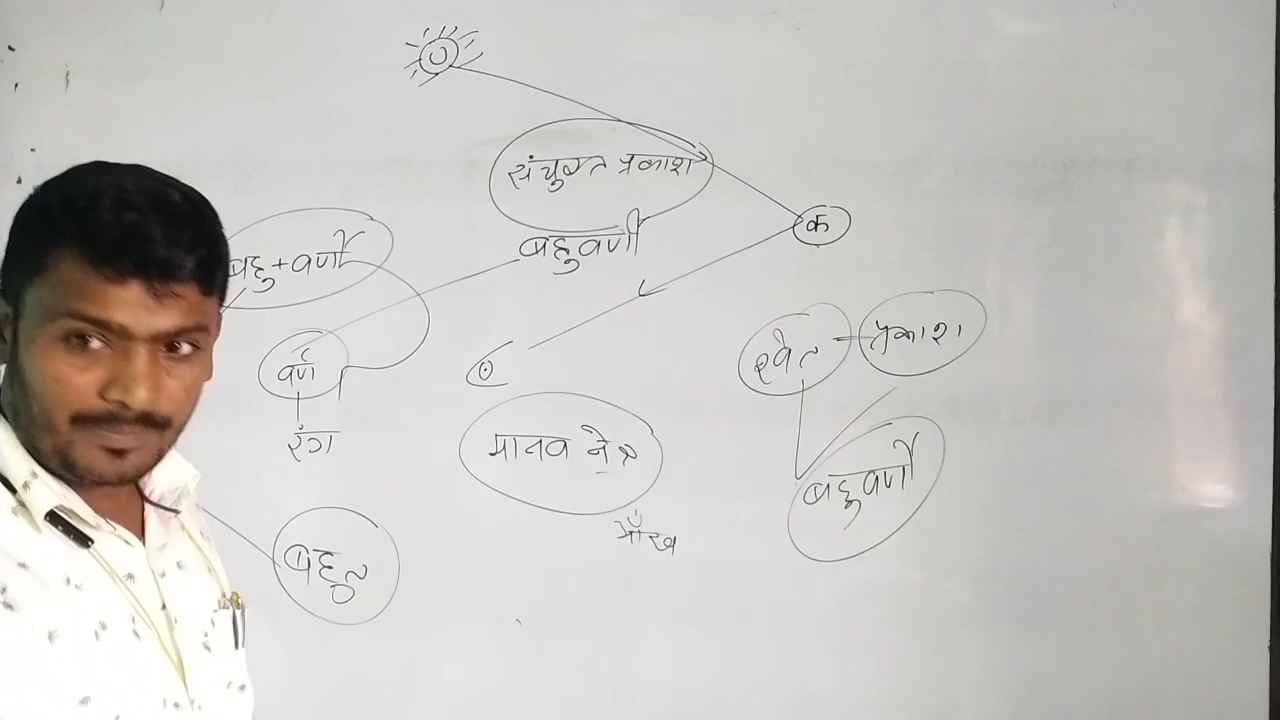 संयुक्त प्रकाश
बहुवर्णी
क
बहु+वर्णी
वर्ण
रंग
श्वेत - प्रकाश
मानव नेत्र
आँख
बहुवर्णी
बहुत